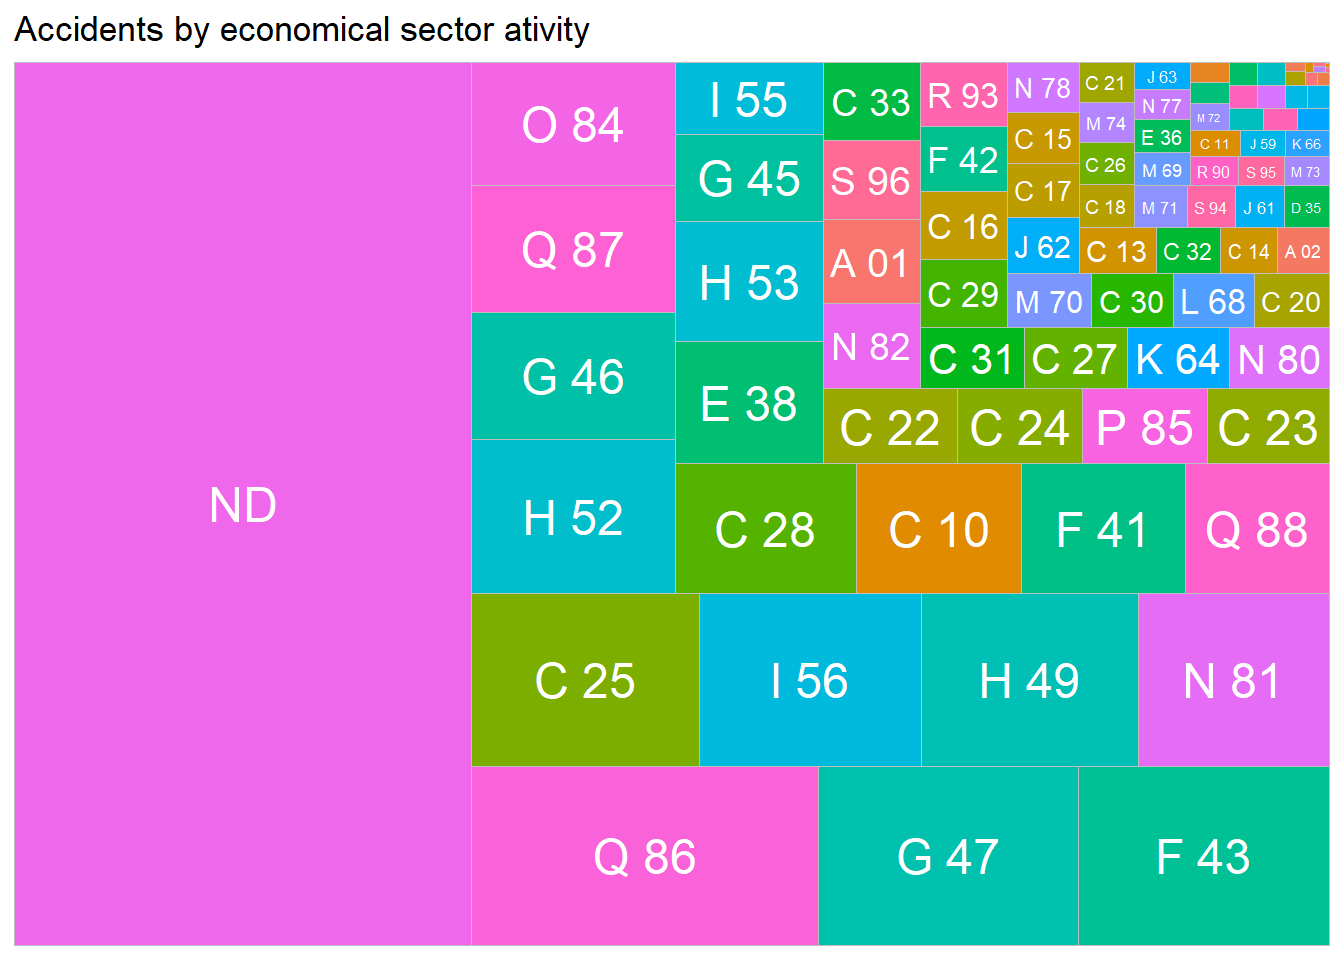 Accidents by economical sector ativity
ND
O 84
Q 87
G 46
H 52
I 55
G 45
H 53
E 38
C 33
S 96
A 01
N 82
R 93
F 42
C 16
C 29
N 78
C 15
C 17
J 62
C 21
M 74
C 26
C 18
J 63
N 77
E 36
M 69
M 71
M 72
C 11
J 59
K 66
R 90
S 95
M 73
S 94
J 61
D 35
C 13
C 32
C 14
A 02
M 70
C 30
L 68
C 20
C 31
C 27
K 64
N 80
C 22
C 24
P 85
C 23
C 28
C 10
F 41
Q 88
C 25
I 56
H 49
N 81
Q 86
G 47
F 43